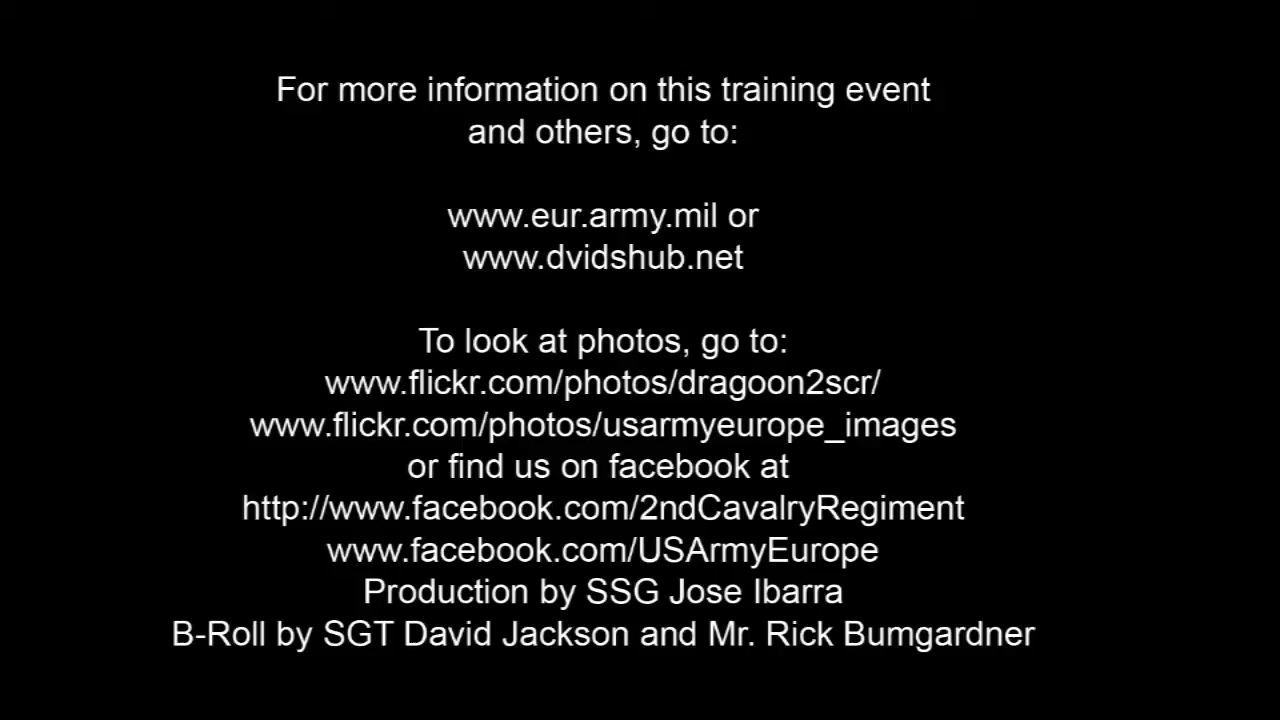 For more information on this training event
and others, go to:
www.eur.army.mil or
www.dvidshub.net
To look at photos, go to:
www.flickr.com/photos/dragoon2scr/
www.flickr.com/photos/usarmyeurope_images
or find us on facebook at
http://www.facebook.com/2ndCavalryRegiment
www.facebook.com/USArmyEurope
Production by SSG Jose Ibarra
B-Roll by SGT David Jackson and Mr. Rick Bumgardner